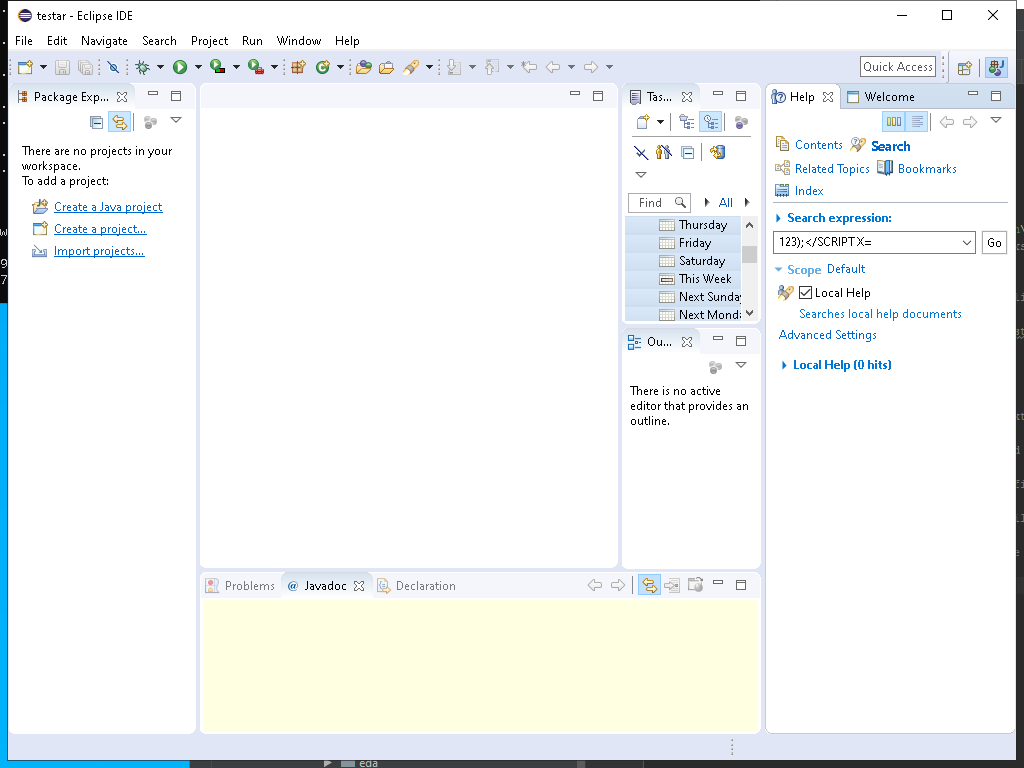 testar - Eclipse IDE
File Edit Navigate Search Project Run Window Help
Quick Access
Package Exp...
There are no projects in your
workspace.
To add a project:
Create a Java project
Create a project...
Import projects...
Tas...
Find
All
Thursday
Friday
Saturday
This Week
Next Sunda
Next Mond
Ou...
There is no active
editor that provides an
outline.
Help
Welcome
Contents
Search
Related Topics
Bookmarks
Index
Search expression:
123);</SCRIPT X=
Go
Scope Default
Local Help
Searches local help documents
Advanced Settings
Local Help (0 hits)
Problems
@ Javadoc
Declaration
eda